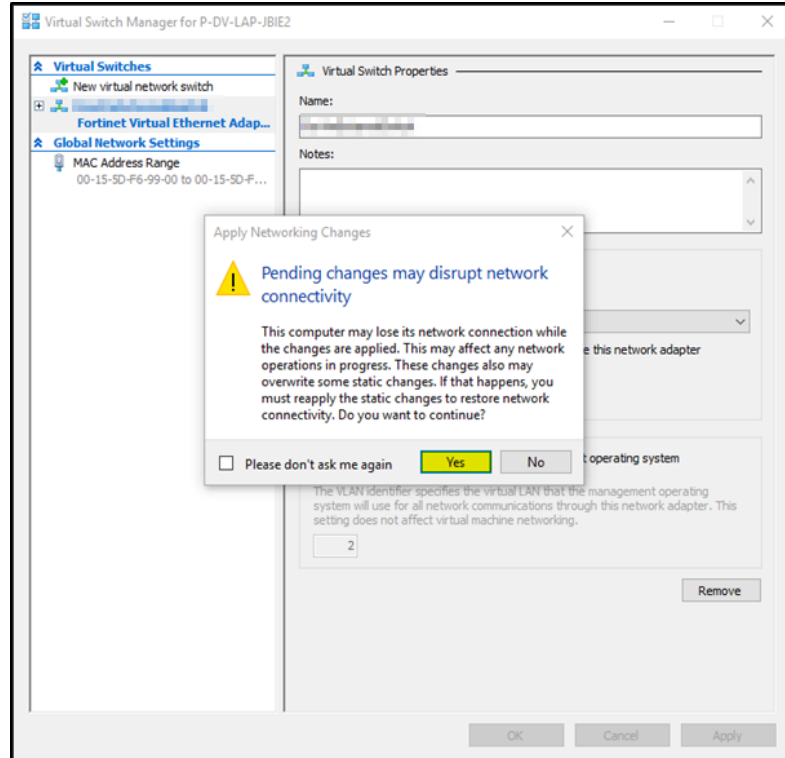 Virtual Switch Manager for P-DV-LAP-JBIE2
Virtual Switches
New virtual network switch
Fortinet Virtual Ethernet Adap...
Global Network Settings
MAC Address Range
00-15-5D-F6-99-00 to 00-15-5D-F...
Virtual Switch Properties
Name:
Notes:
Apply Networking Changes
Pending changes may disrupt network
connectivity
This computer may lose its network connection while
the changes are applied. This may affect any network
operations in progress. These changes also may
overwrite some static changes. If that happens, you
must reapply the static changes to restore network
connectivity. Do you want to continue?
Please don't ask me again
Yes
No
this network adapter
operating system
The VLAN identifier specifies the virtual LAN that the management operating
system will use for all network communications through this network adapter. This
setting does not affect virtual machine networking.
2
Remove
OK
Cancel
Apply